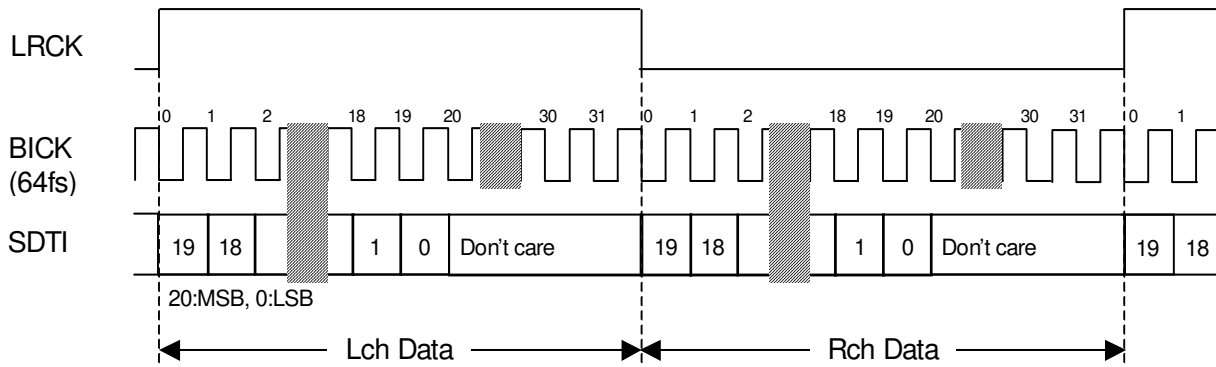 LRCK
0 1 2 18 19 20 30 31 0 1 2 18 19 20 30 31 0 1
BICK
(64fs)
SDTI 19 18 1 0 Don't care 19 18 1 0 Don't care 19 18
20:MSB, 0:LSB
Lch Data Rch Data